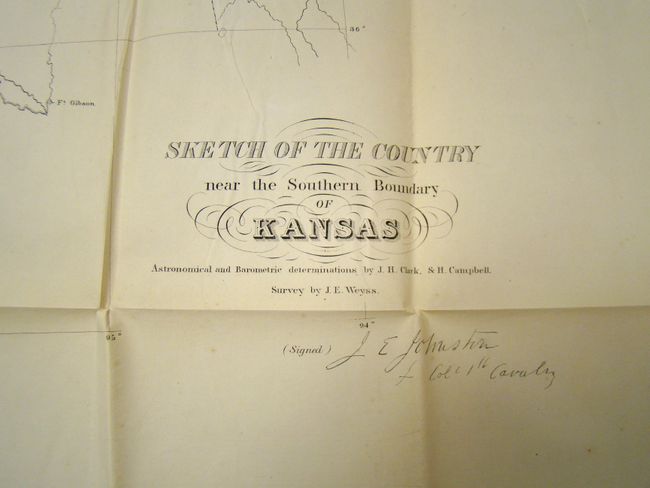 36°
Ft Gibson
SKETCH OF THE COUNTRY
near the Southern Boundary
OF
KANSAS
Astronomical and Barometric determinations by J. H. Clark. & H. Campbell.
Survey by J. E. Weyss.
94°
95°
(Signed) J E Johnston
Col 1st Cavalry